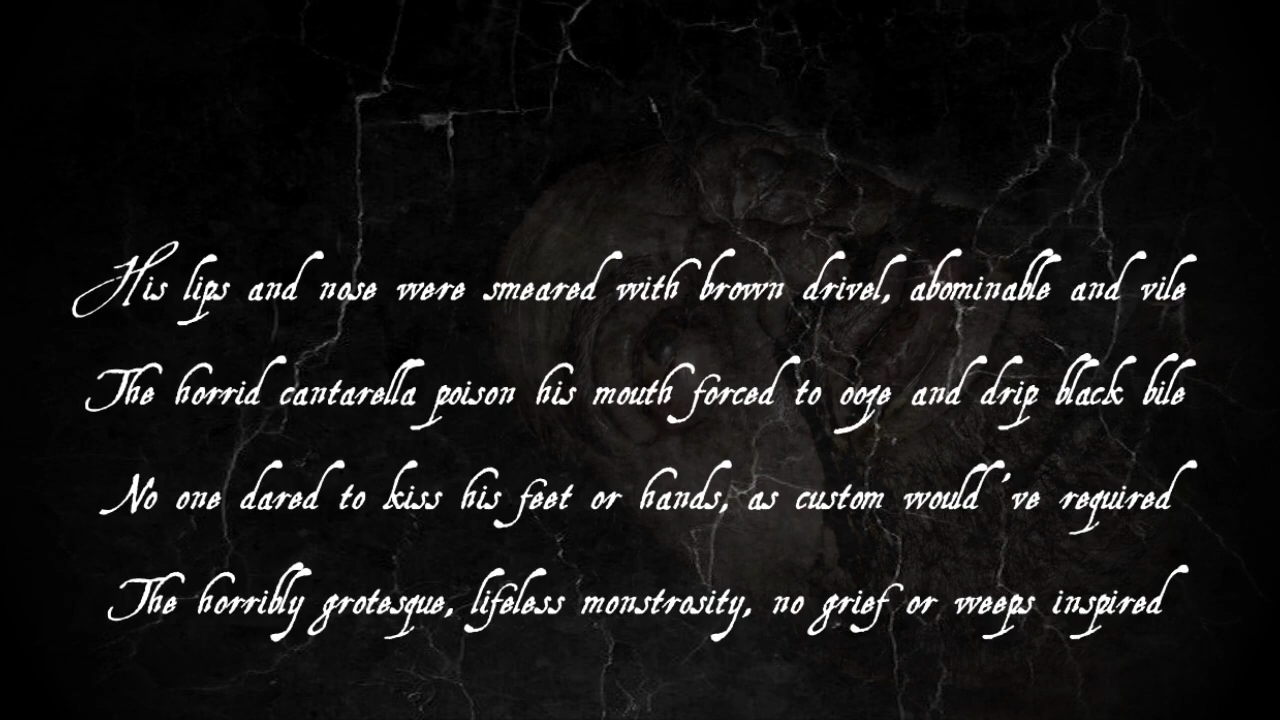 His lips and nose were smeared with brown drivel, abominable and vile
The horrid cantarella poison his mouth forced to ooze and drip black bile
No one dared to kiss his feet or hands, as custom would've required
The horribly grotesque, lifeless monstrosity, no grief or weeps inspired